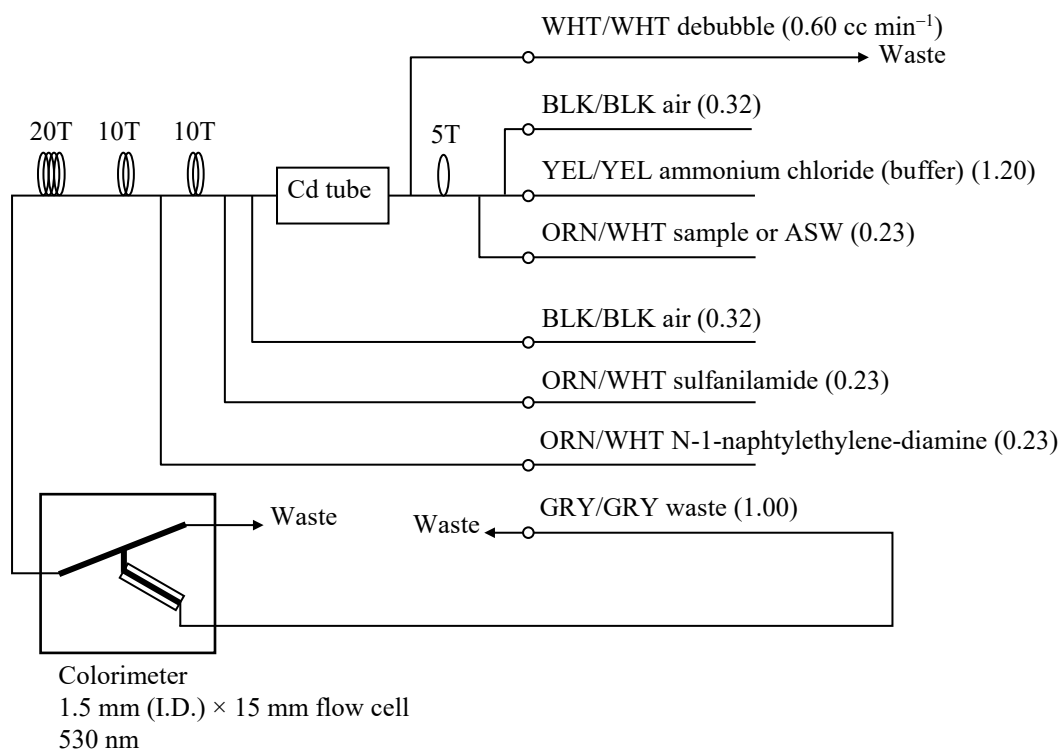 WHT/WHT debubble (0.60 cc min⁻¹)
Waste
BLK/BLK air (0.32)
20T 10T 10T 5T
YEL/YEL ammonium chloride (buffer) (1.20)
Cd tube
ORN/WHT sample or ASW (0.23)
BLK/BLK air (0.32)
ORN/WHT sulfanilamide (0.23)
ORN/WHT N-1-naphtylethylene-diamine (0.23)
GRY/GRY waste (1.00)
Waste
Waste
Colorimeter
1.5 mm (I.D.) × 15 mm flow cell
530 nm